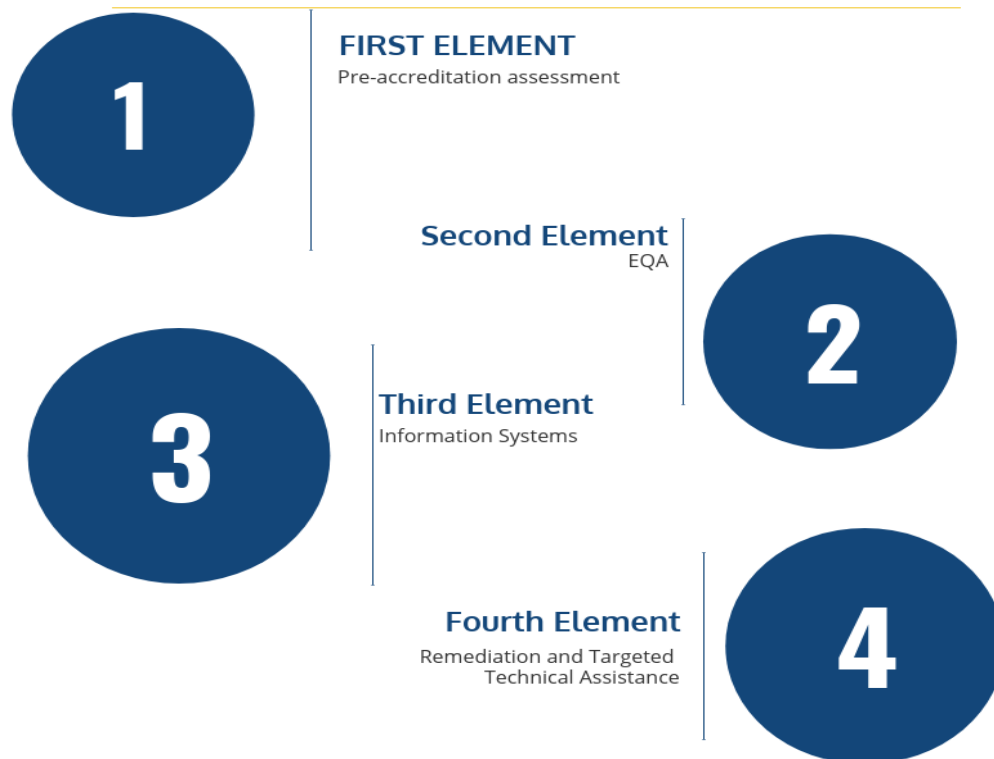 1
FIRST ELEMENT
Pre-accreditation assessment
Second Element
EQA
2
3
Third Element
Information Systems
Fourth Element
Remediation and Targeted
Technical Assistance
4